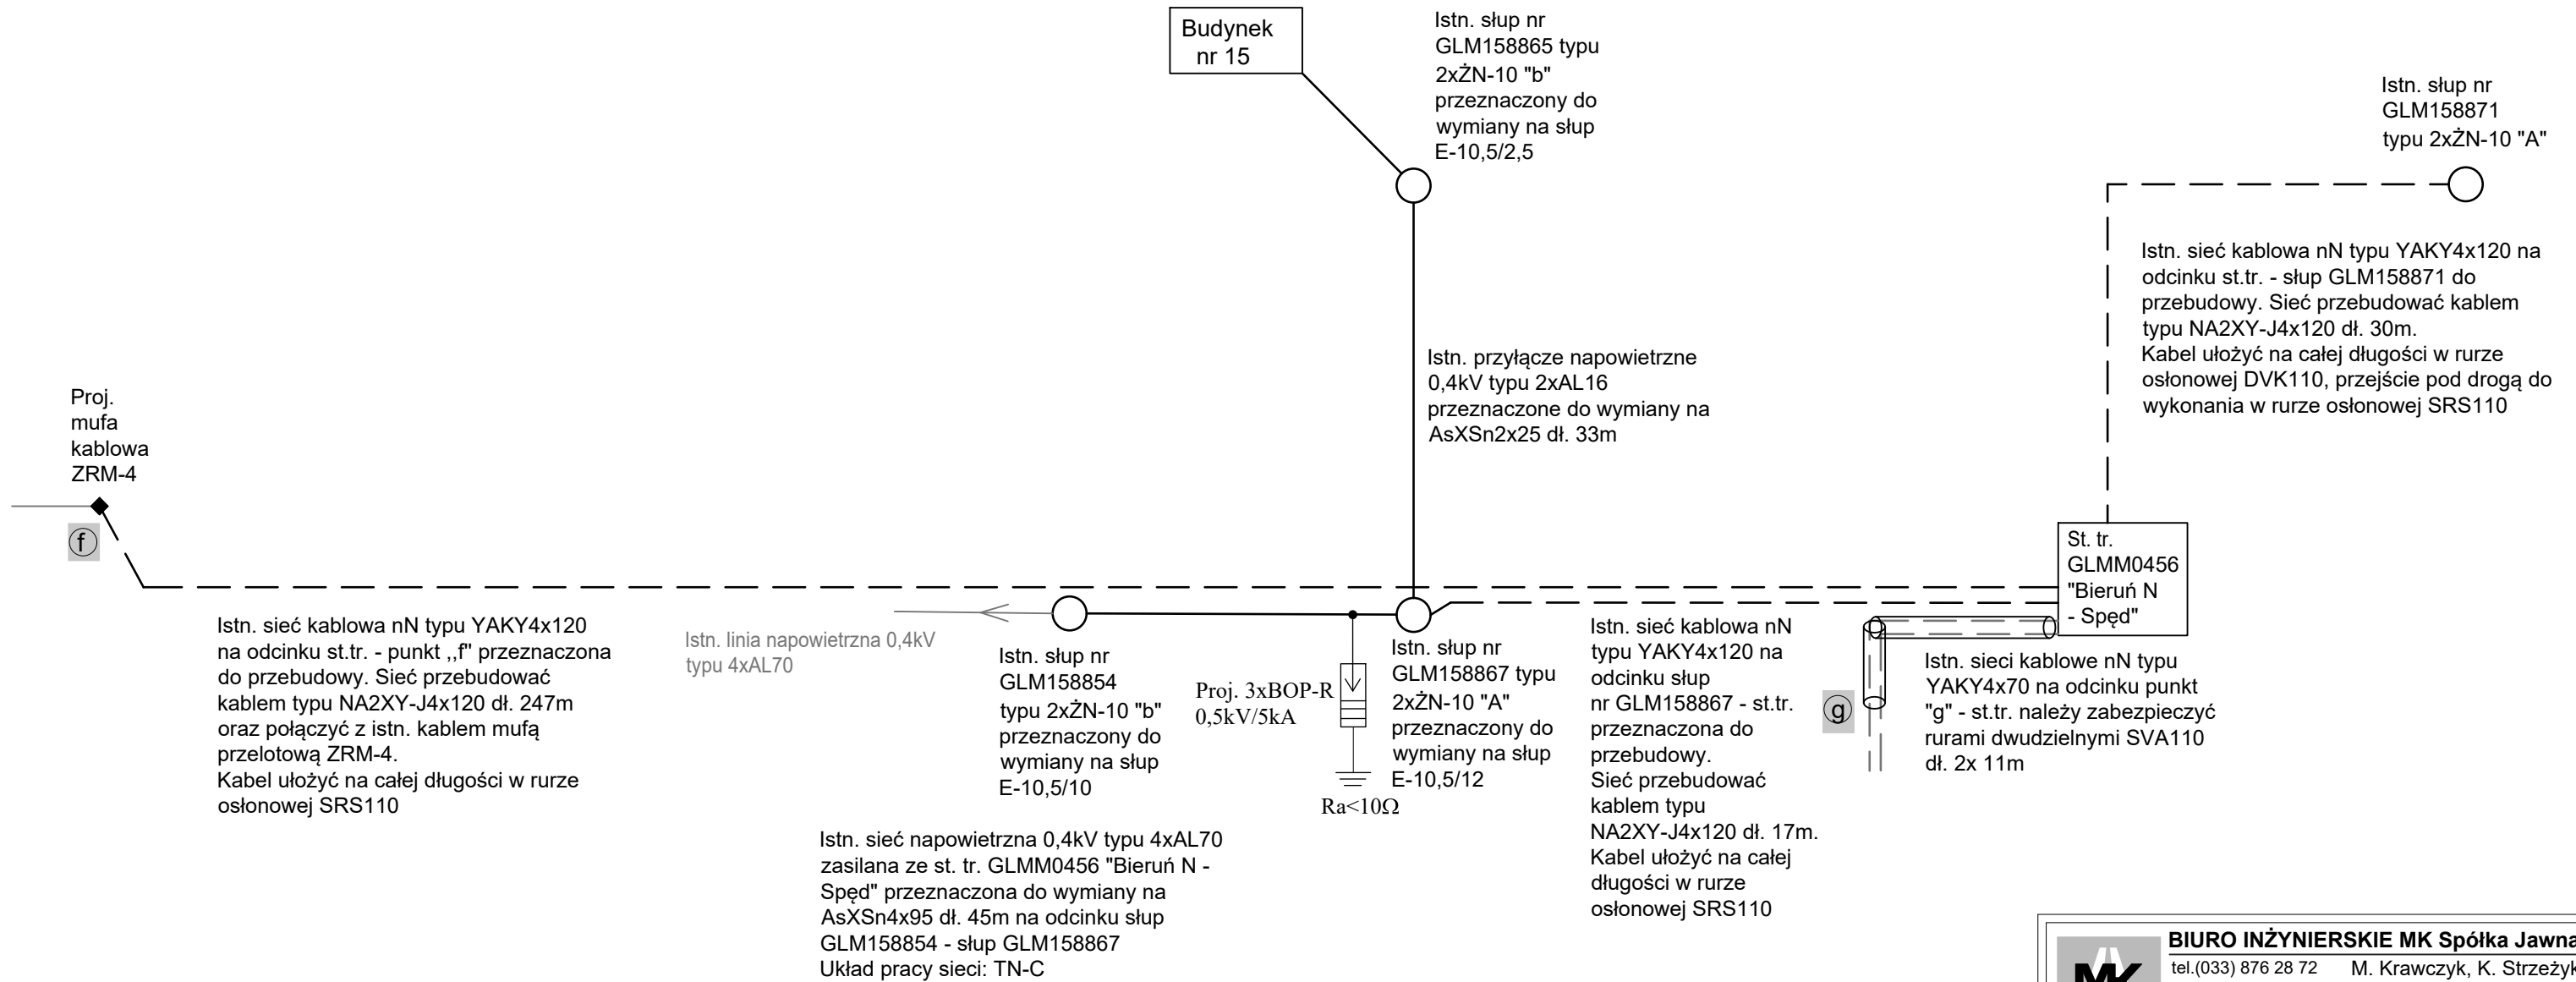 Budynek
nr 15
Istn. słup nr
GLM158865 typu
2xŻN-10 "b"
przeznaczony do
wymiany na słup
E-10,5/2,5
Istn. słup nr
GLM158871
typu 2xŻN-10 "A"
Istn. sieć kablowa nN typu YAKY4x120 na
odcinku st.tr. - słup GLM158871 do
przebudowy. Sieć przebudować kablem
typu NA2XY-J4x120 dł. 30m.
Kabel ułożyć na całej długości w rurze
osłonowej DVK110, przejście pod drogą do
wykonania w rurze osłonowej SRS110
Istn. przyłącze napowietrzne
0,4kV typu 2xAL16
przeznaczone do wymiany na
AsXSn2x25 dł. 33m
Proj.
mufa
kablowa
ZRM-4
f
St. tr.
GLMM0456
"Bieruń N
- Spęd"
Istn. sieć kablowa nN typu YAKY4x120
na odcinku st.tr. - punkt ,,f" przeznaczona
do przebudowy. Sieć przebudować
kablem typu NA2XY-J4x120 dł. 247m
oraz połączyć z istn. kablem mufą
przelotową ZRM-4.
Kabel ułożyć na całej długości w rurze
osłonowej SRS110
Istn. linia napowietrzna 0,4kV
typu 4xAL70
Istn. słup nr
GLM158854
typu 2xŻN-10 "b"
przeznaczony do
wymiany na słup
E-10,5/10
Proj. 3xBOP-R
0,5kV/5kA
Ra<10Ω
Istn. słup nr
GLM158867 typu
2xŻN-10 "A"
przeznaczony do
wymiany na słup
E-10,5/12
Istn. sieć kablowa nN
typu YAKY4x120 na
odcinku słup
nr GLM158867 - st.tr.
przeznaczona do
przebudowy.
Sieć przebudować
kablem typu
NA2XY-J4x120 dł. 17m.
Kabel ułożyć na całej
długości w rurze
osłonowej SRS110
g
Istn. sieci kablowe nN typu
YAKY4x70 na odcinku punkt
"g" - st.tr. należy zabezpieczyć
rurami dwudzielnymi SVA110
dł. 2x 11m
Istn. sieć napowietrzna 0,4kV typu 4xAL70
zasilana ze st. tr. GLMM0456 "Bieruń N -
Spęd" przeznaczona do wymiany na
AsXSn4x95 dł. 45m na odcinku słup
GLM158854 - słup GLM158867
Układ pracy sieci: TN-C
MK
BIURO INŻYNIERSKIE MK Spółka Jawna
tel.(033) 876 28 72 M. Krawczyk, K. Strzeżyk